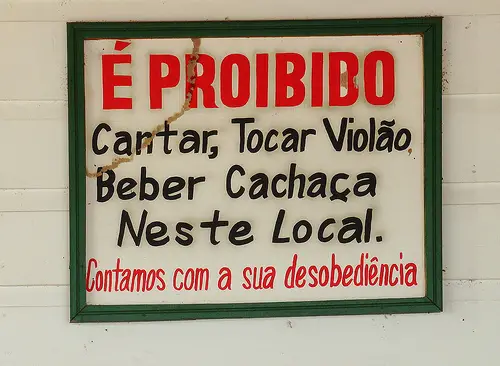 É PROIBIDO
Cantar, Tocar Violão,
Beber Cachaça
Neste Local.
Contamos com a sua desobediência